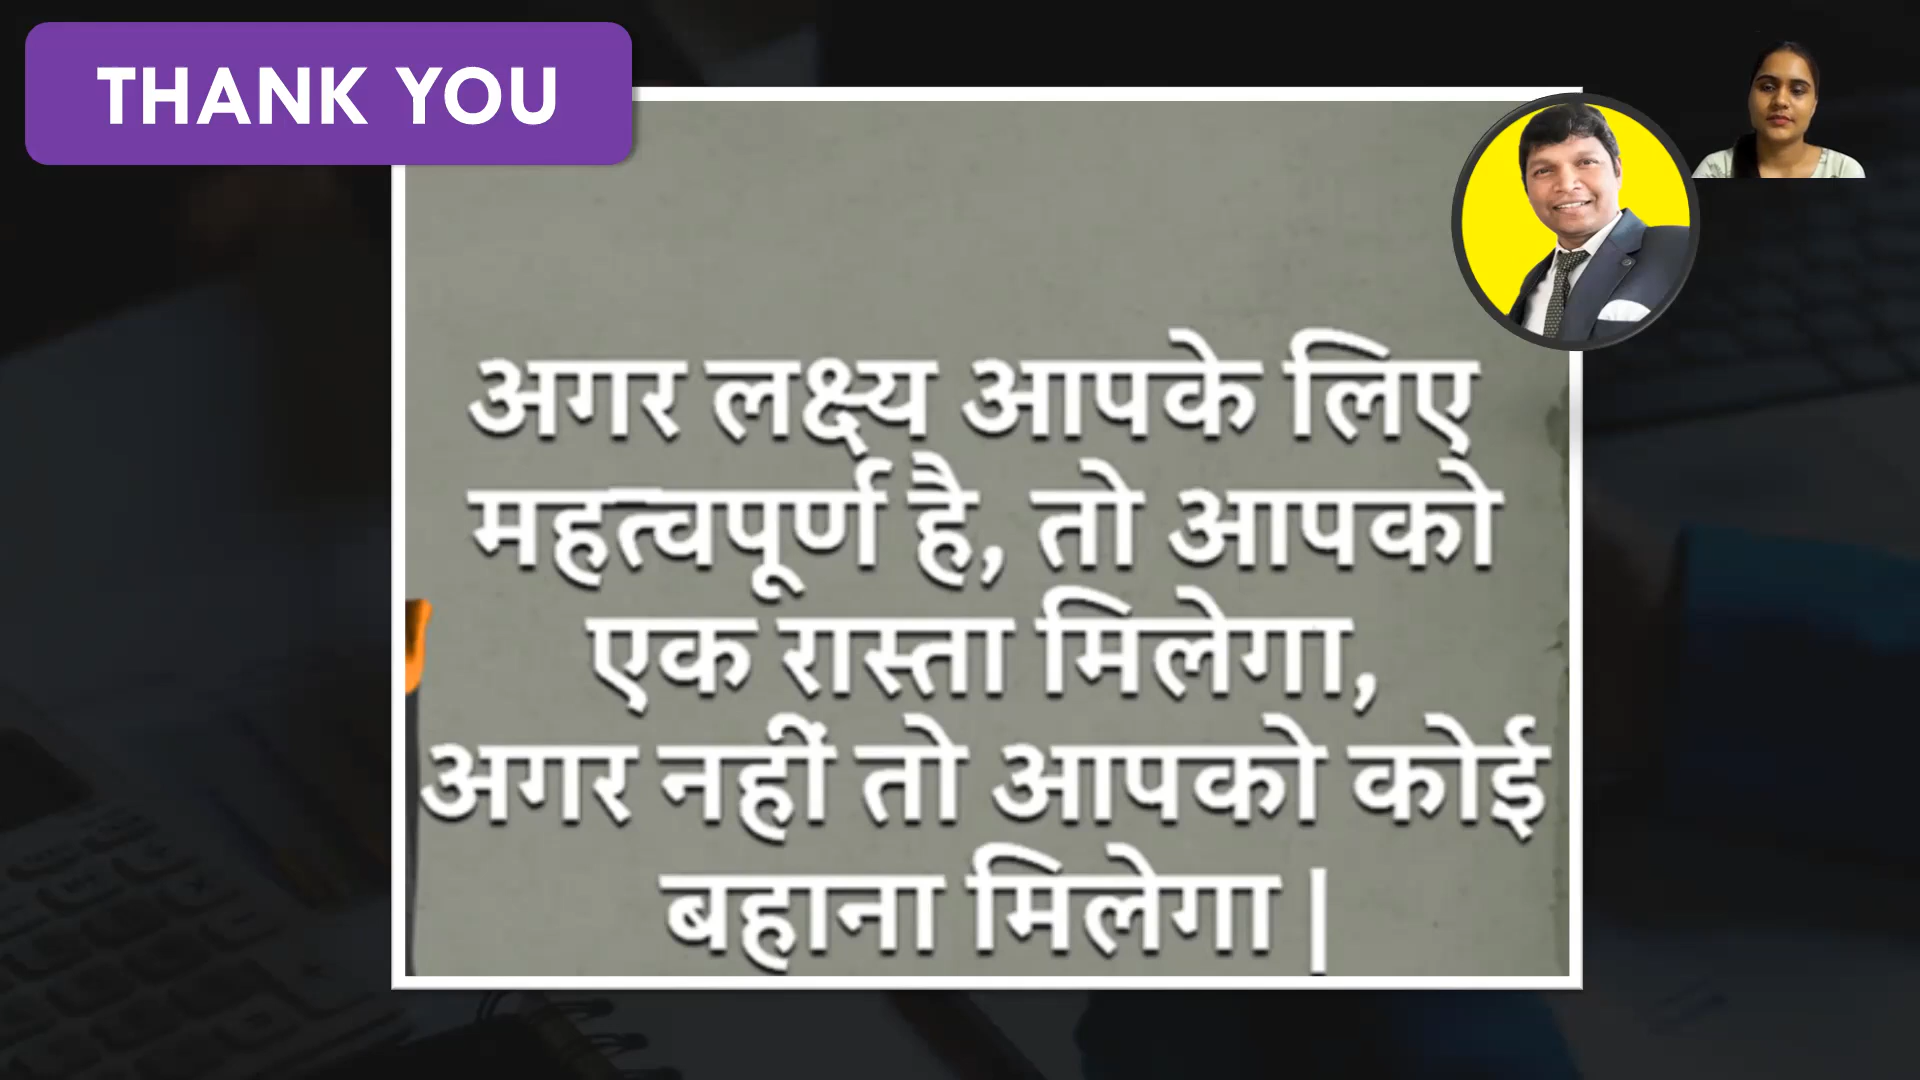 THANK YOU
अगर लक्ष्य आपके लिए
महत्वपूर्ण है, तो आपको
एक रास्ता मिलेगा,
अगर नहीं तो आपको कोई
बहाना मिलेगा |